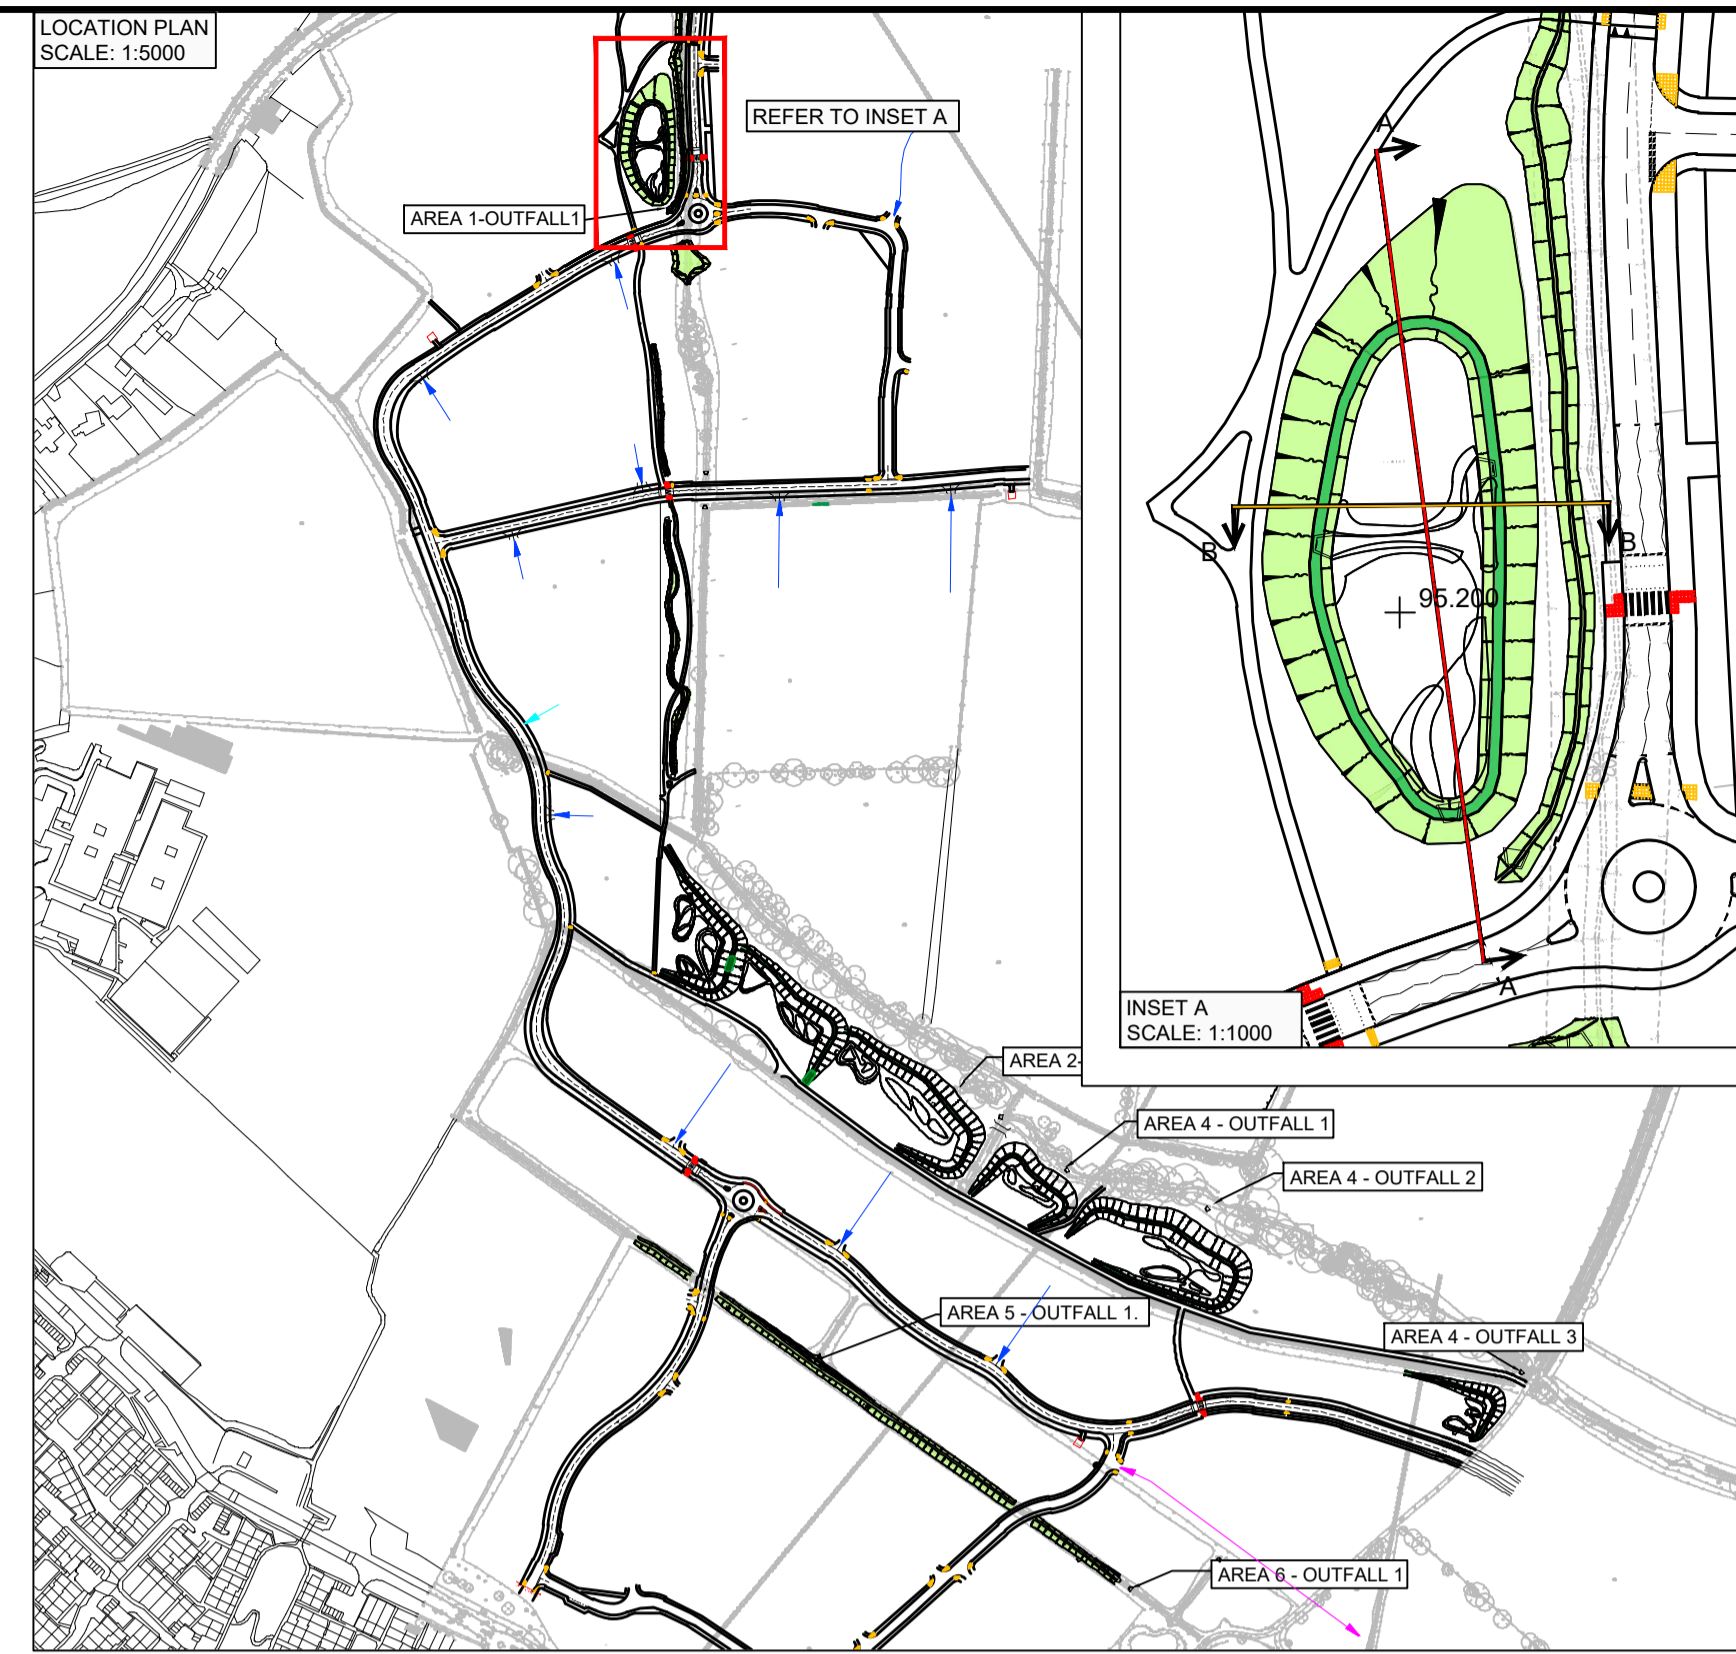 LOCATION PLAN
SCALE: 1:5000
REFER TO INSET A
AREA 1-OUTFALL1
A
B
B
95.200
A
INSET A
SCALE: 1:1000
AREA 2-
AREA 4 - OUTFALL 1
AREA 4 - OUTFALL 2
AREA 5 - OUTFALL 1.
AREA 4 - OUTFALL 3
AREA 6 - OUTFALL 1